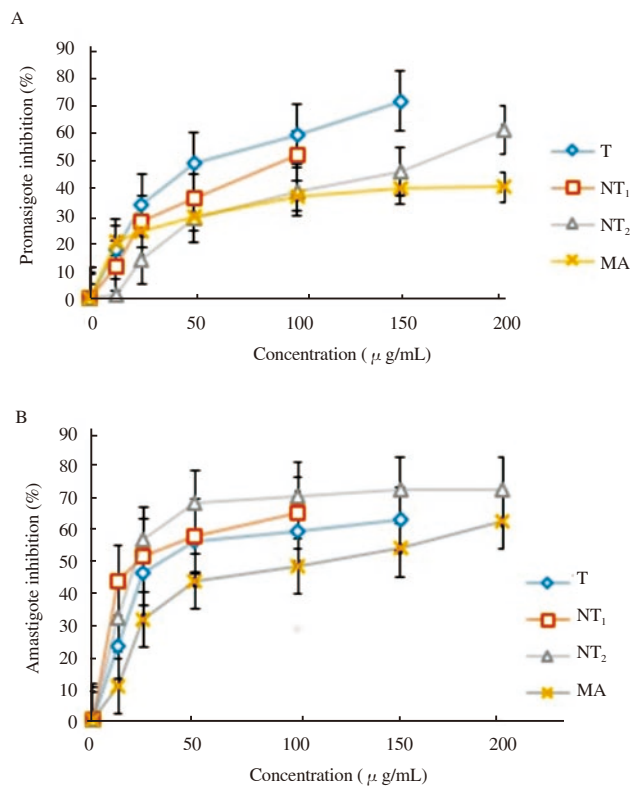 A
90
80
70
60
50
40
30
20
10
0
Promasigote inhibition (%)
0 50 100 150 200
Concentration ( μ g/mL)
T
NT₁
NT₂
MA
B
90
80
70
60
50
40
30
20
10
0
Amastigote inhibition (%)
0 50 100 150 200
Concentration ( μ g/mL)
T
NT₁
NT₂
MA